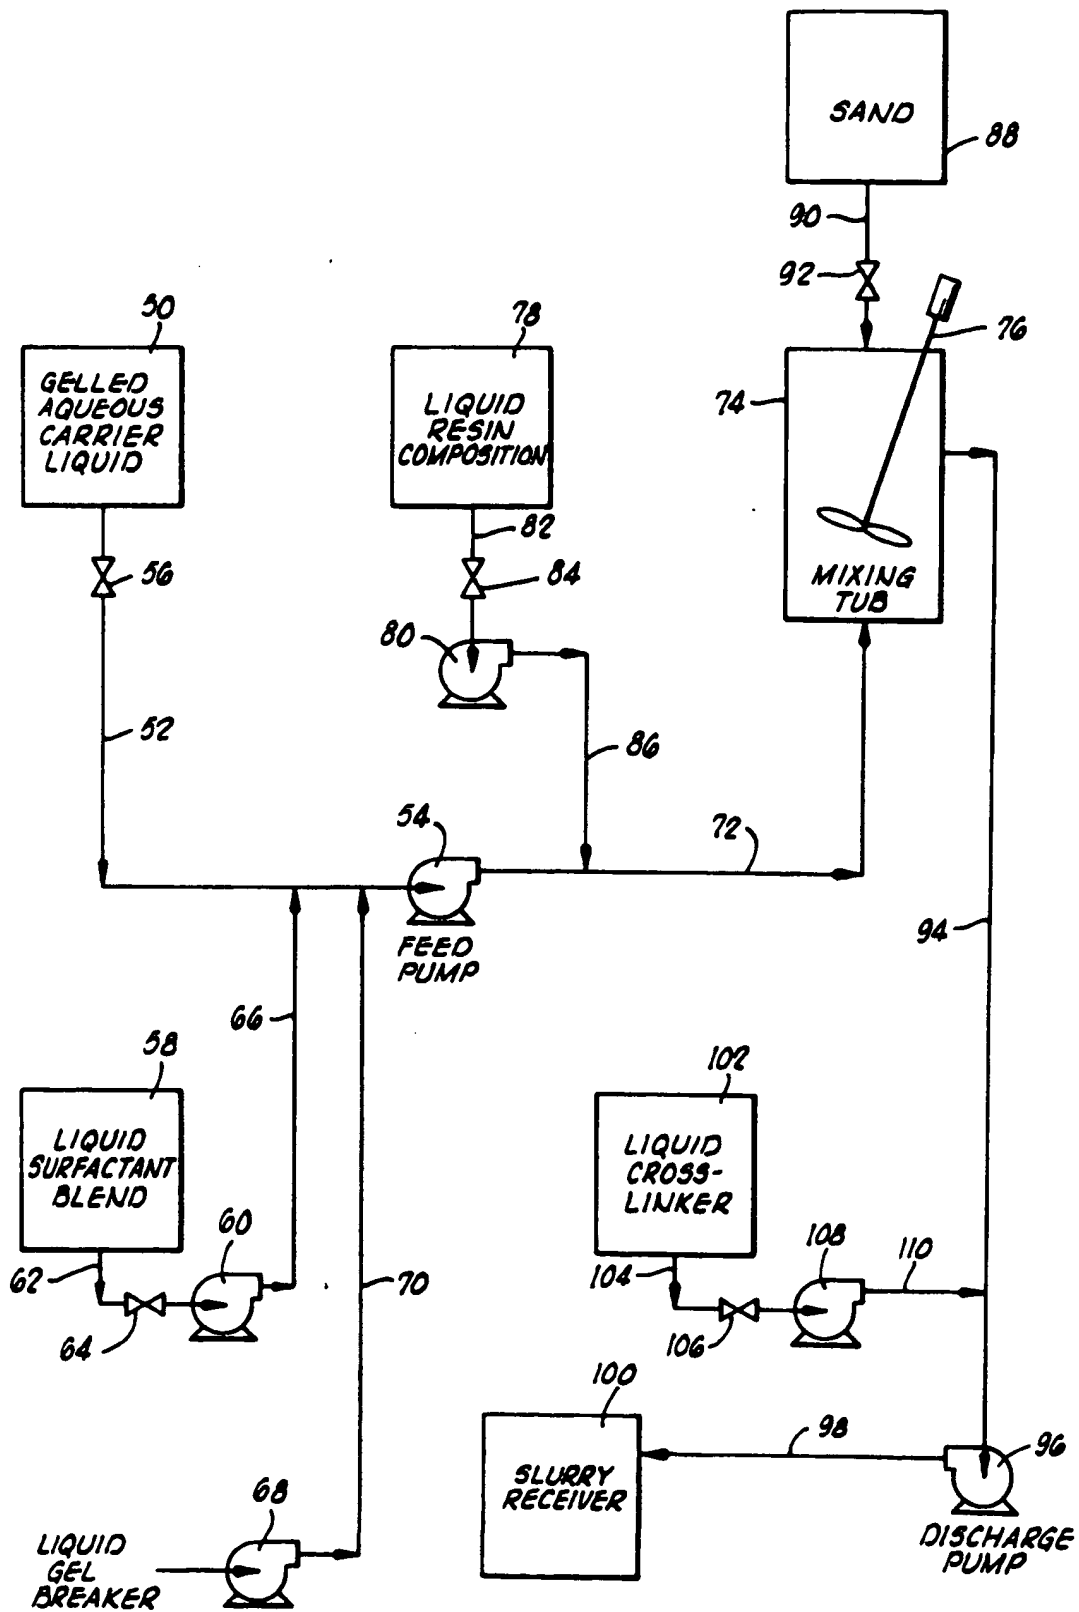 SAND
88
90
92
76
50
78
74
GELLED
AQUEOUS
CARRIER
LIQUID
LIQUID
RESIN
COMPOSITION
82
56
84
MIXING
TUB
80
52
86
54
72
94
FEED
PUMP
66
58
102
LIQUID
SURFACTANT
BLEND
LIQUID
CROSS-
LINKER
60
108
110
62
70
104
64
106
100
98
96
SLURRY
RECEIVER
68
DISCHARGE
PUMP
LIQUID
GEL
BREAKER